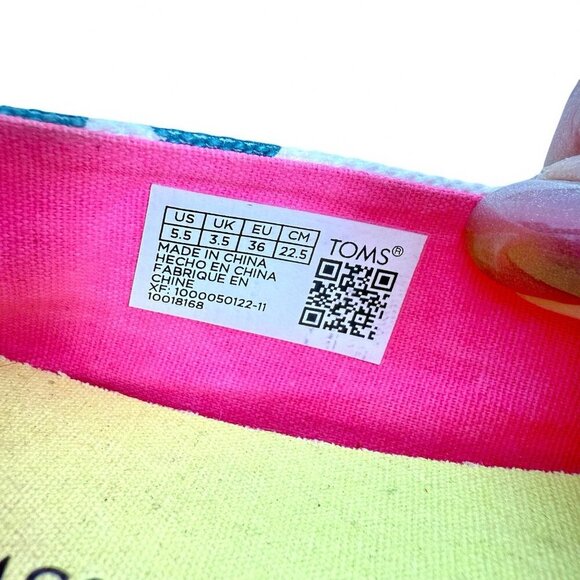 US UK EU CM
5.5 3.5 36 22.5
MADE IN CHINA
HECHO EN CHINA
FABRIQUE EN
CHINE
XF: 1000050122-11
10018168
TOMS®